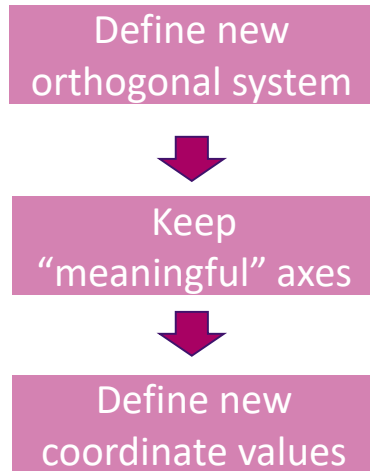 Define new
orthogonal system
Keep
“meaningful” axes
Define new
coordinate values